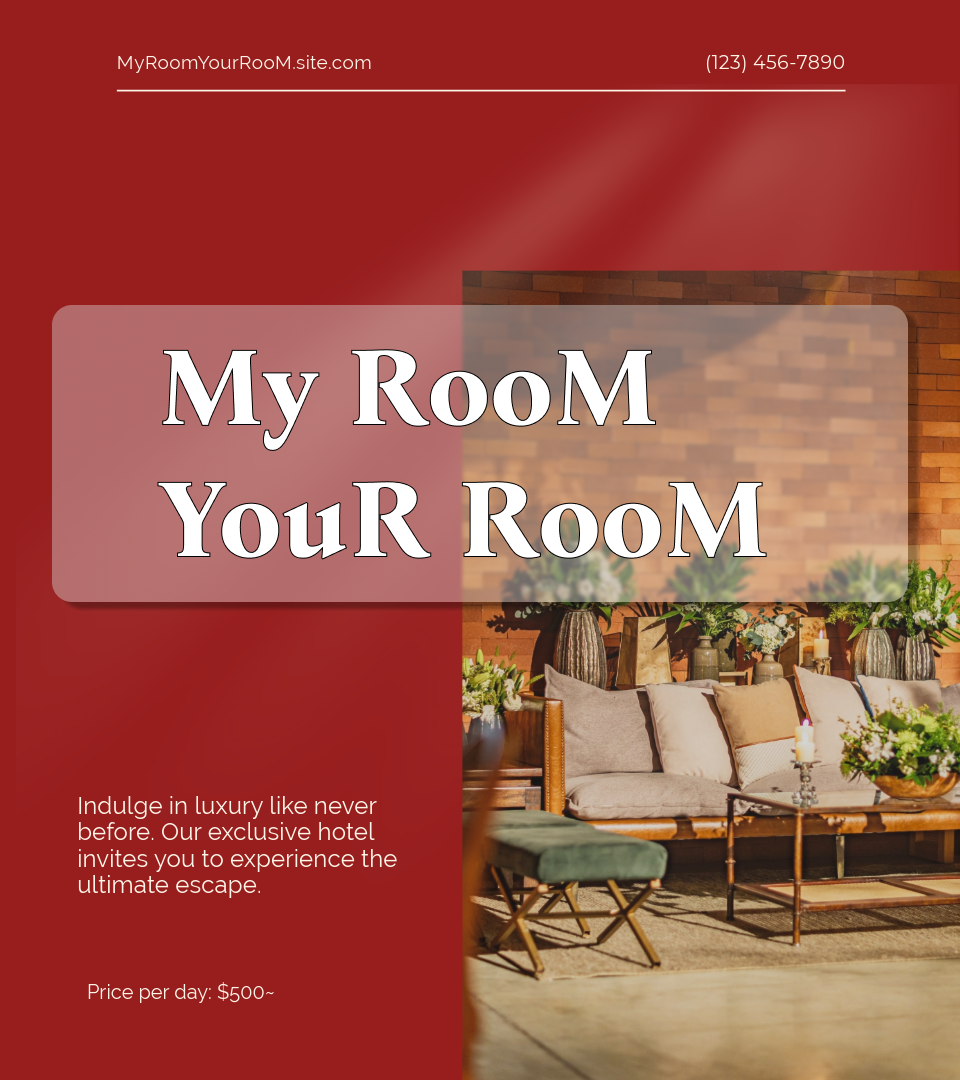 MyRoomYourRooM.site.com (123) 456-7890
My RooM
YouR RooM
Indulge in luxury like never
before. Our exclusive hotel
invites you to experience the
ultimate escape.
Price per day: $500~